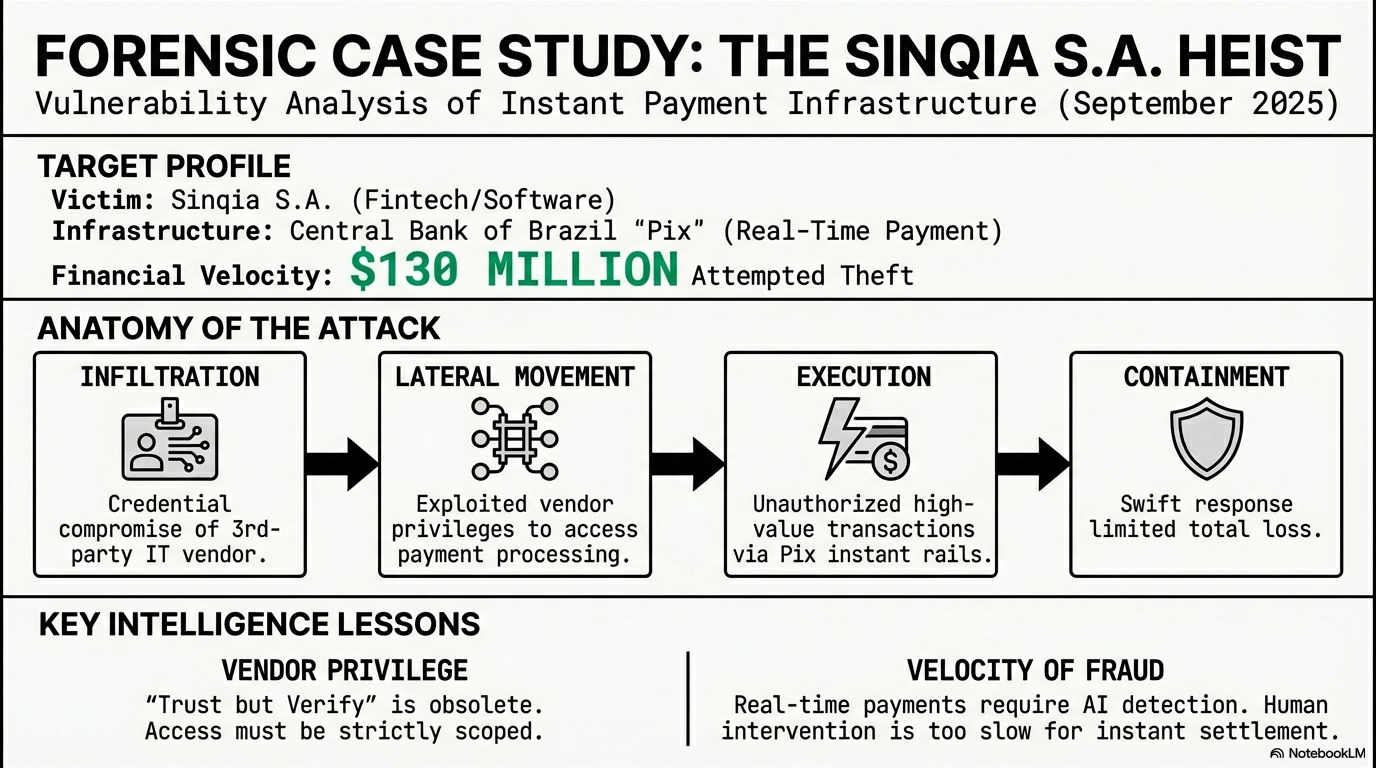 FORENSIC CASE STUDY: THE SINQIA S.A. HEIST
Vulnerability Analysis of Instant Payment Infrastructure (September 2025)
TARGET PROFILE
Victim: Sinqia S.A. (Fintech/Software)
Infrastructure: Central Bank of Brazil “Pix” (Real-Time Payment)
Financial Velocity: $130 MILLION Attempted Theft
ANATOMY OF THE ATTACK
INFILTRATION
Credential
compromise of 3rd-
party IT vendor.
LATERAL MOVEMENT
Exploited vendor
privileges to access
payment processing.
EXECUTION
$
Unauthorized high-
value transactions
via Pix instant rails.
CONTAINMENT
Swift response
limited total loss.
KEY INTELLIGENCE LESSONS
VENDOR PRIVILEGE
“Trust but Verify” is obsolete.
Access must be strictly scoped.
VELOCITY OF FRAUD
Real-time payments require AI detection. Human
intervention is too slow for instant settlement.
NotebookLM